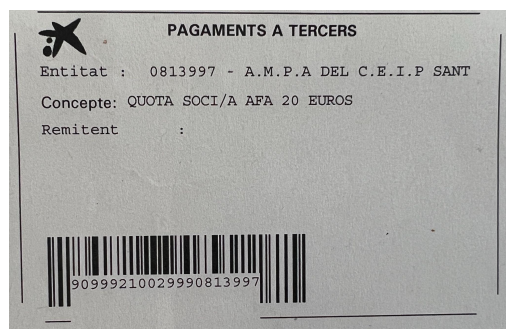 PAGAMENTS A TERCERS
Entitat : 0813997 - A.M.P.A DEL C.E.I.P SANT
Concepte: QUOTA SOCI/A AFA 20 EUROS
Remitent :
90999210029990813997